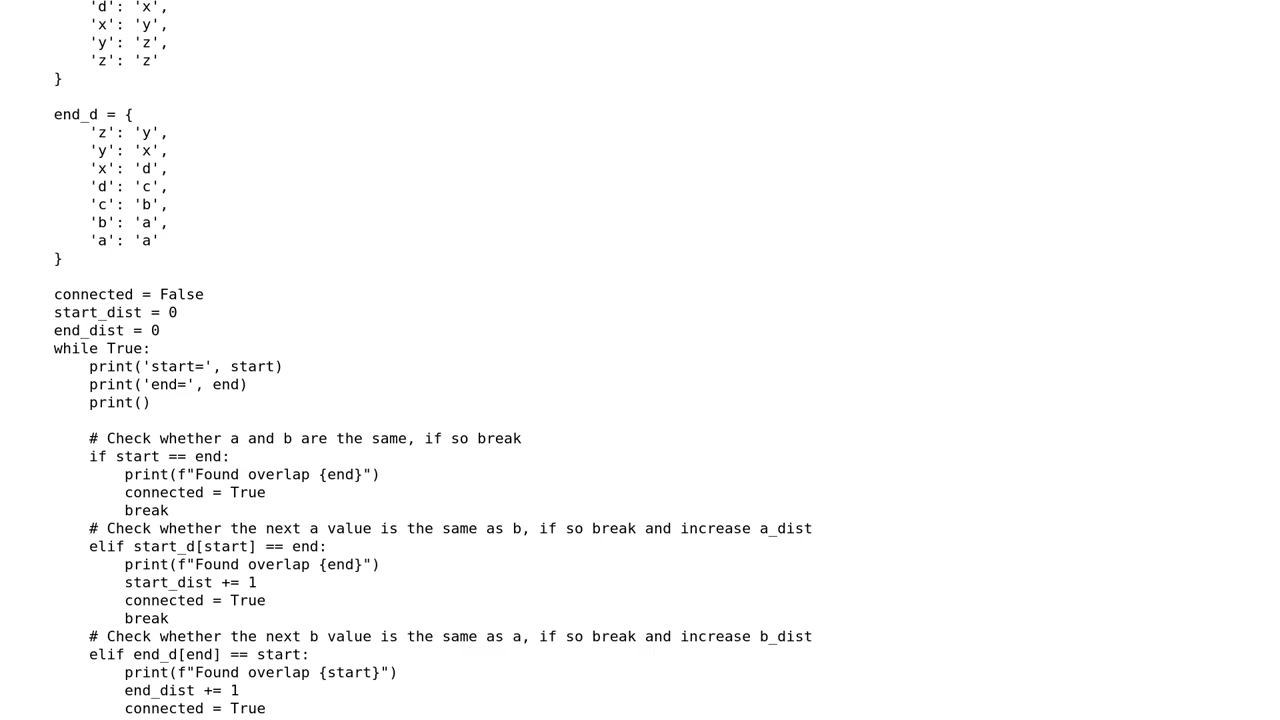 'd': 'x',
'x': 'y',
'y': 'z',
'z': 'z'
}
end_d = {
'z': 'y',
'y': 'x',
'x': 'd',
'd': 'c',
'c': 'b',
'b': 'a',
'a': 'a'
}
connected = False
start_dist = 0
end_dist = 0
while True:
print('start=', start)
print('end=', end)
print()
# Check whether a and b are the same, if so break
if start == end:
print(f"Found overlap {end}")
connected = True
break
# Check whether the next a value is the same as b, if so break and increase a_dist
elif start_d[start] == end:
print(f"Found overlap {end}")
start_dist += 1
connected = True
break
# Check whether the next b value is the same as a, if so break and increase b_dist
elif end_d[end] == start:
print(f"Found overlap {start}")
end_dist += 1
connected = True